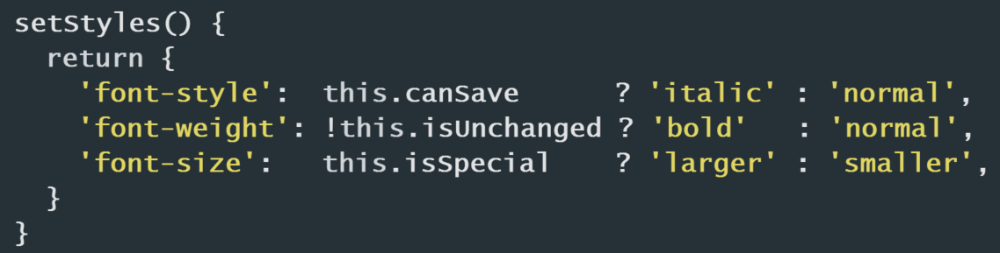 setStyles() {
  return {
    'font-style':  this.canSave      ? 'italic' : 'normal',
    'font-weight': !this.isUnchanged ? 'bold'   : 'normal',
    'font-size':   this.isSpecial    ? 'larger' : 'smaller',
  }
}